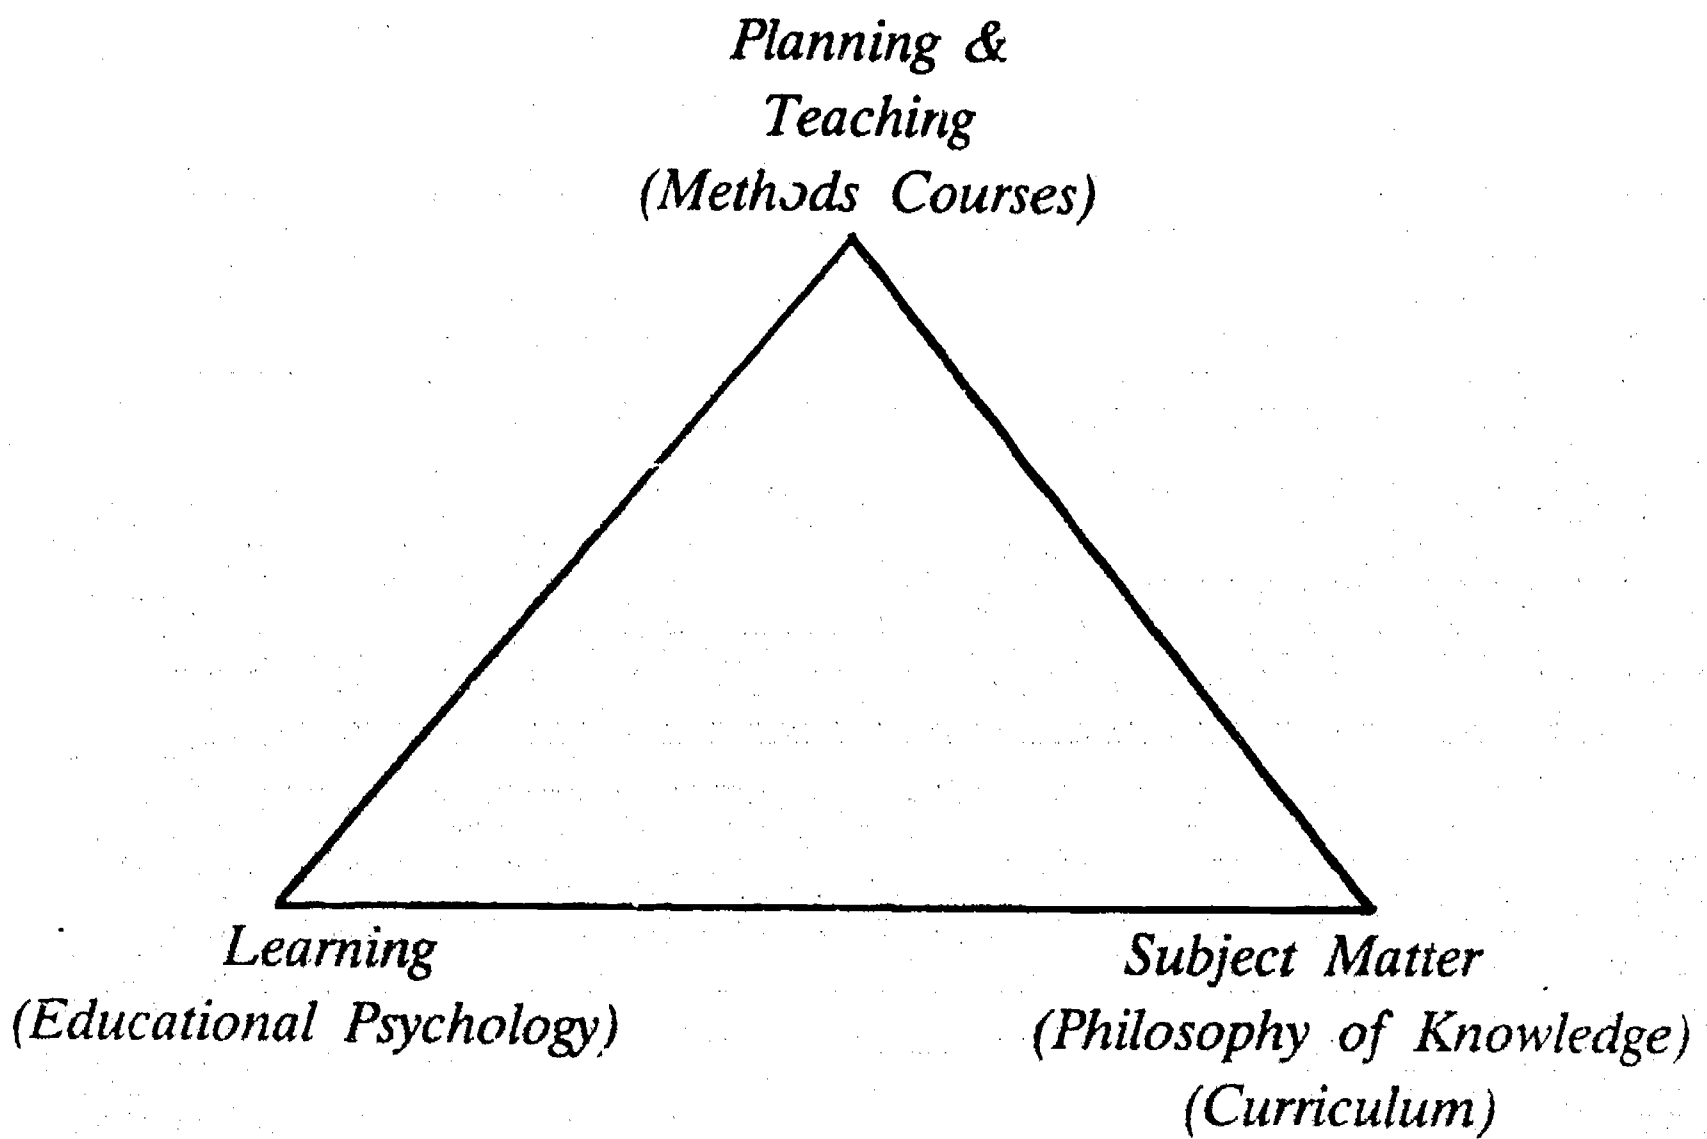 Planning &
Teaching
(Methods Courses)
Learning
(Educational Psychology)
Subject Matter
(Philosophy of Knowledge)
(Curriculum)